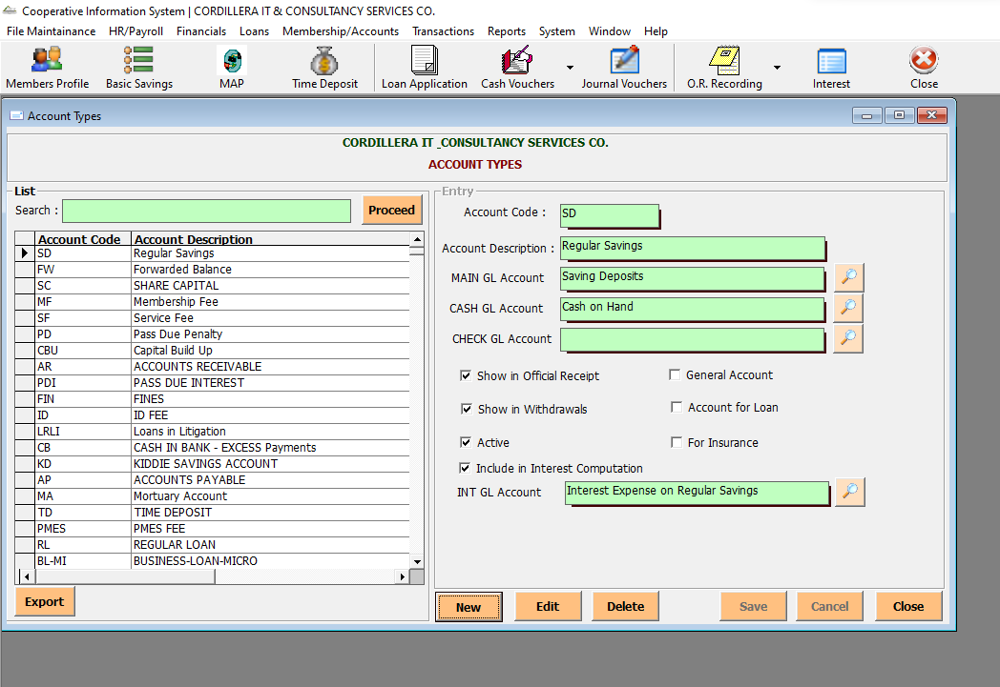 Cooperative Information System | CORDILLERA IT & CONSULTANCY SERVICES CO.
File Maintainance HR/Payroll Financials Loans Membership/Accounts Transactions Reports System Window Help
Members Profile Basic Savings MAP Time Deposit Loan Application Cash Vouchers Journal Vouchers O.R. Recording Interest Close
Account Types
CORDILLERA IT _CONSULTANCY SERVICES CO.
ACCOUNT TYPES
List
Search :
Proceed
Account Code Account Description
SD Regular Savings
FW Forwarded Balance
SC SHARE CAPITAL
MF Membership Fee
SF Service Fee
PD Pass Due Penalty
CBU Capital Build Up
AR ACCOUNTS RECEIVABLE
PDI PASS DUE INTEREST
FIN FINES
ID ID FEE
LRLI Loans in Litigation
CB CASH IN BANK - EXCESS Payments
KD KIDDIE SAVINGS ACCOUNT
AP ACCOUNTS PAYABLE
MA Mortuary Account
TD TIME DEPOSIT
PMES PMES FEE
RL REGULAR LOAN
BL-MI BUSINESS-LOAN-MICRO
Export
Entry
Account Code : SD
Account Description : Regular Savings
MAIN GL Account Saving Deposits
CASH GL Account Cash on Hand
CHECK GL Account
Show in Official Receipt General Account
Show in Withdrawals Account for Loan
Active For Insurance
Include in Interest Computation
INT GL Account Interest Expense on Regular Savings
New Edit Delete Save Cancel Close